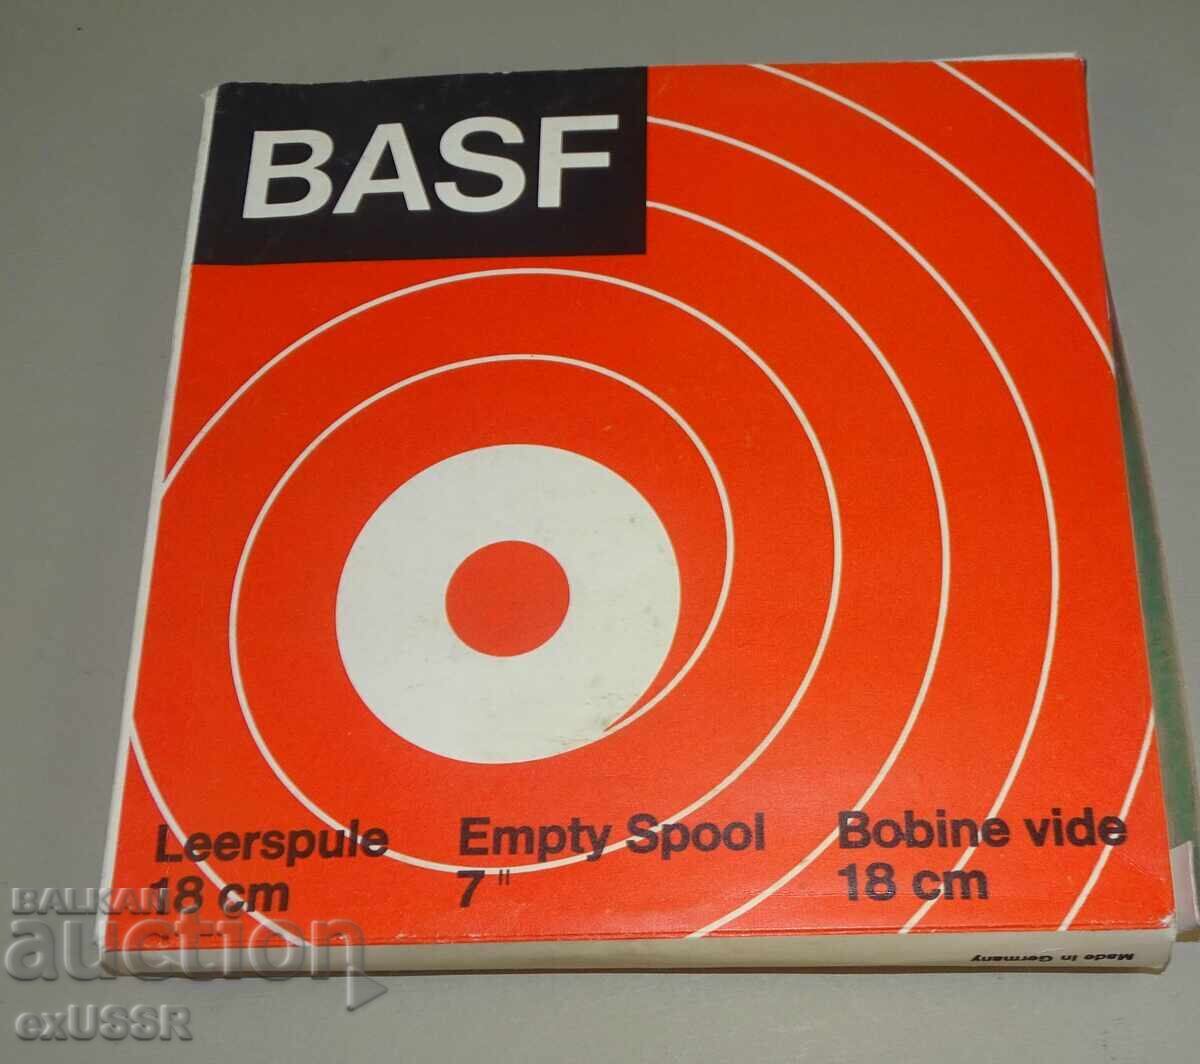 BASF
Leerspule
18 cm
Empty Spool
7"
Bobine vide
18 cm
Made in Germany
BALKAN
auction
exUSSR